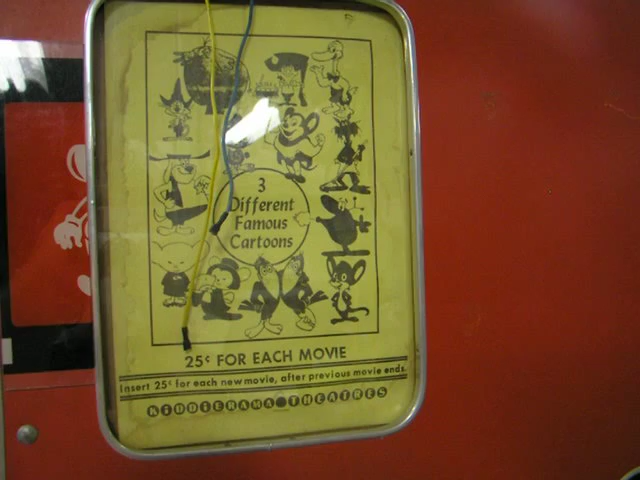 3
Different
Famous
Cartoons
25¢ FOR EACH MOVIE
Insert 25¢ for each new movie, after previous movie ends.
KIDDIERAMA THEATRES